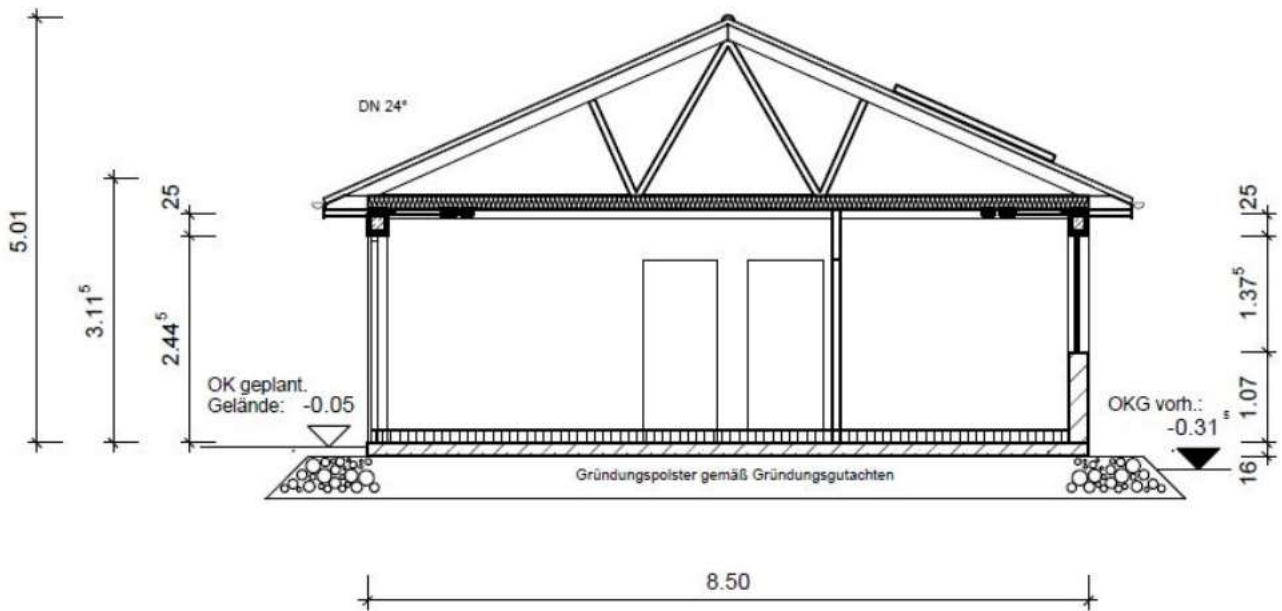 DN 24°
5.01
3.11⁵
25
2.44⁵
25
1.37⁵
1.07
16
OK geplant.
Gelände: -0.05
OKG vorh.:
-0.31⁵
Gründungspolster gemäß Gründungsgutachten
8.50